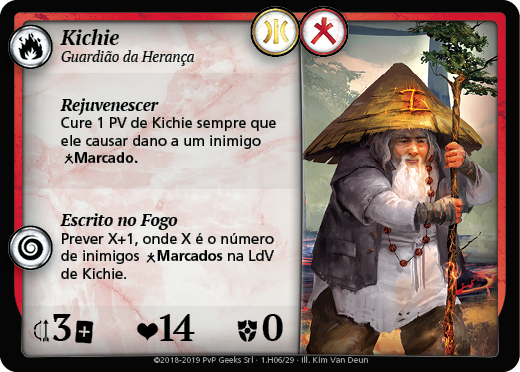 Kichie
Guardião da Herança
Rejuvenescer
Cure 1 PV de Kichie sempre que
ele causar dano a um inimigo
Marcado.
Escrito no Fogo
Prever X+1, onde X é o número
de inimigos Marcados na LdV
de Kichie.
3 14 0
©2018-2019 PvP Geeks Srl · 1.H06/29 · Ill. Kim Van Deun